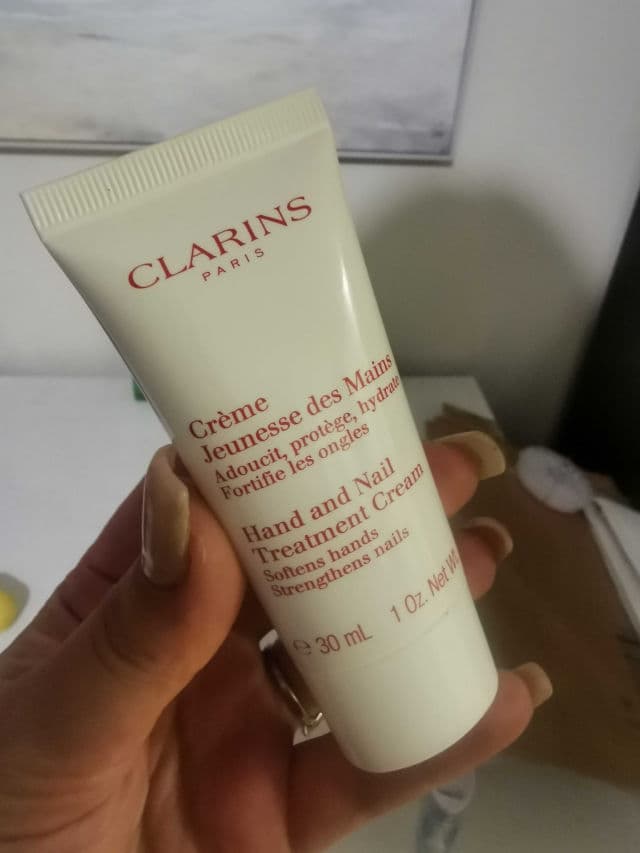 CLARINS
PARIS
Crème
Jeunesse des Mains
Adoucit, protège, hydrate
Fortifie les ongles
Hand and Nail
Treatment Cream
Softens hands
Strengthens nails
℮ 30 mL 1 Oz. Net